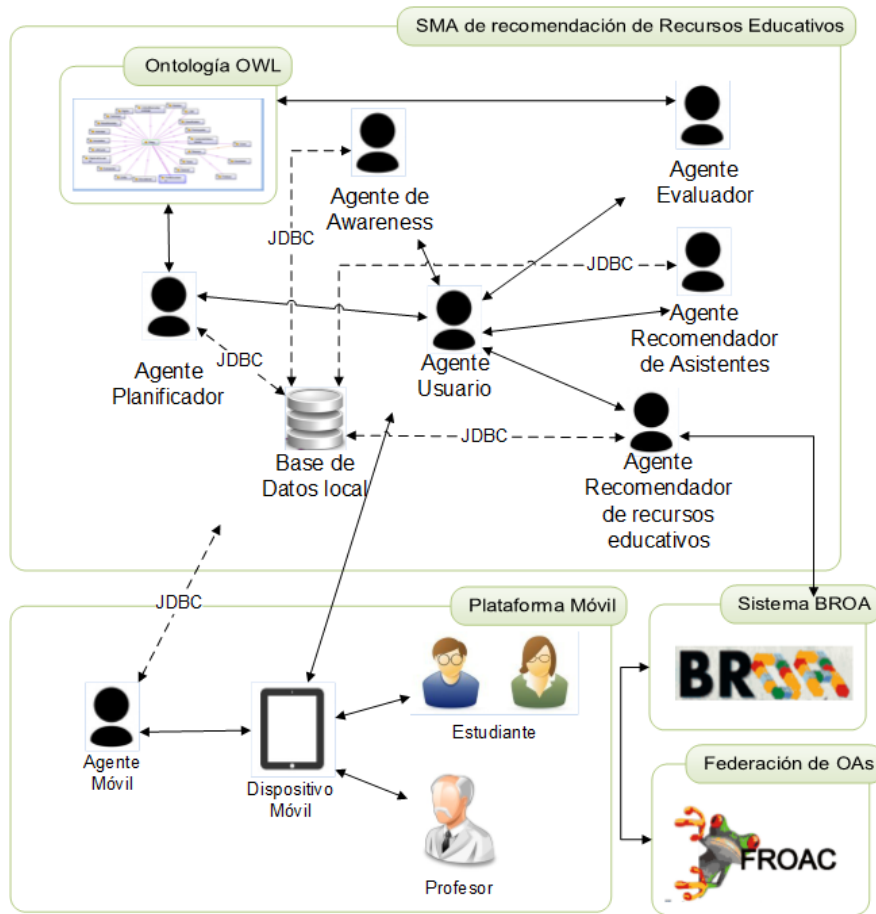 SMA de recomendación de Recursos Educativos
Ontología OWL
Agente
Evaluador
Agente de
Awareness
JDBC
JDBC
Agente
Recomendador
de Asistentes
Agente
Usuario
Agente
Planificador
JDBC
JDBC
Base de
Datos local
Agente
Recomendador
de recursos
educativos
JDBC
Plataforma Móvil
Estudiante
Agente
Móvil
Dispositivo
Móvil
Profesor
Sistema BROA
BROA
Federación de OAs
FROAC